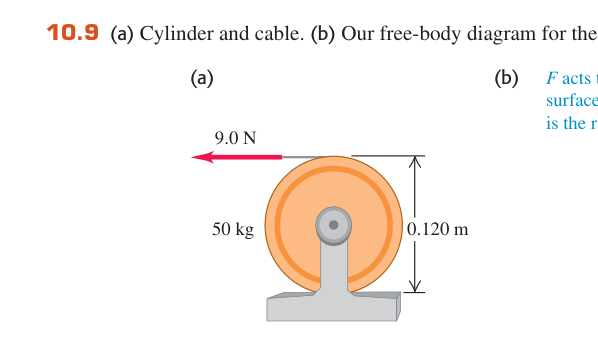 10.9 (a) Cylinder and cable. (b) Our free-body diagram for the
(a)
(b)
F acts
surface
is the r
9.0 N
50 kg
0.120 m